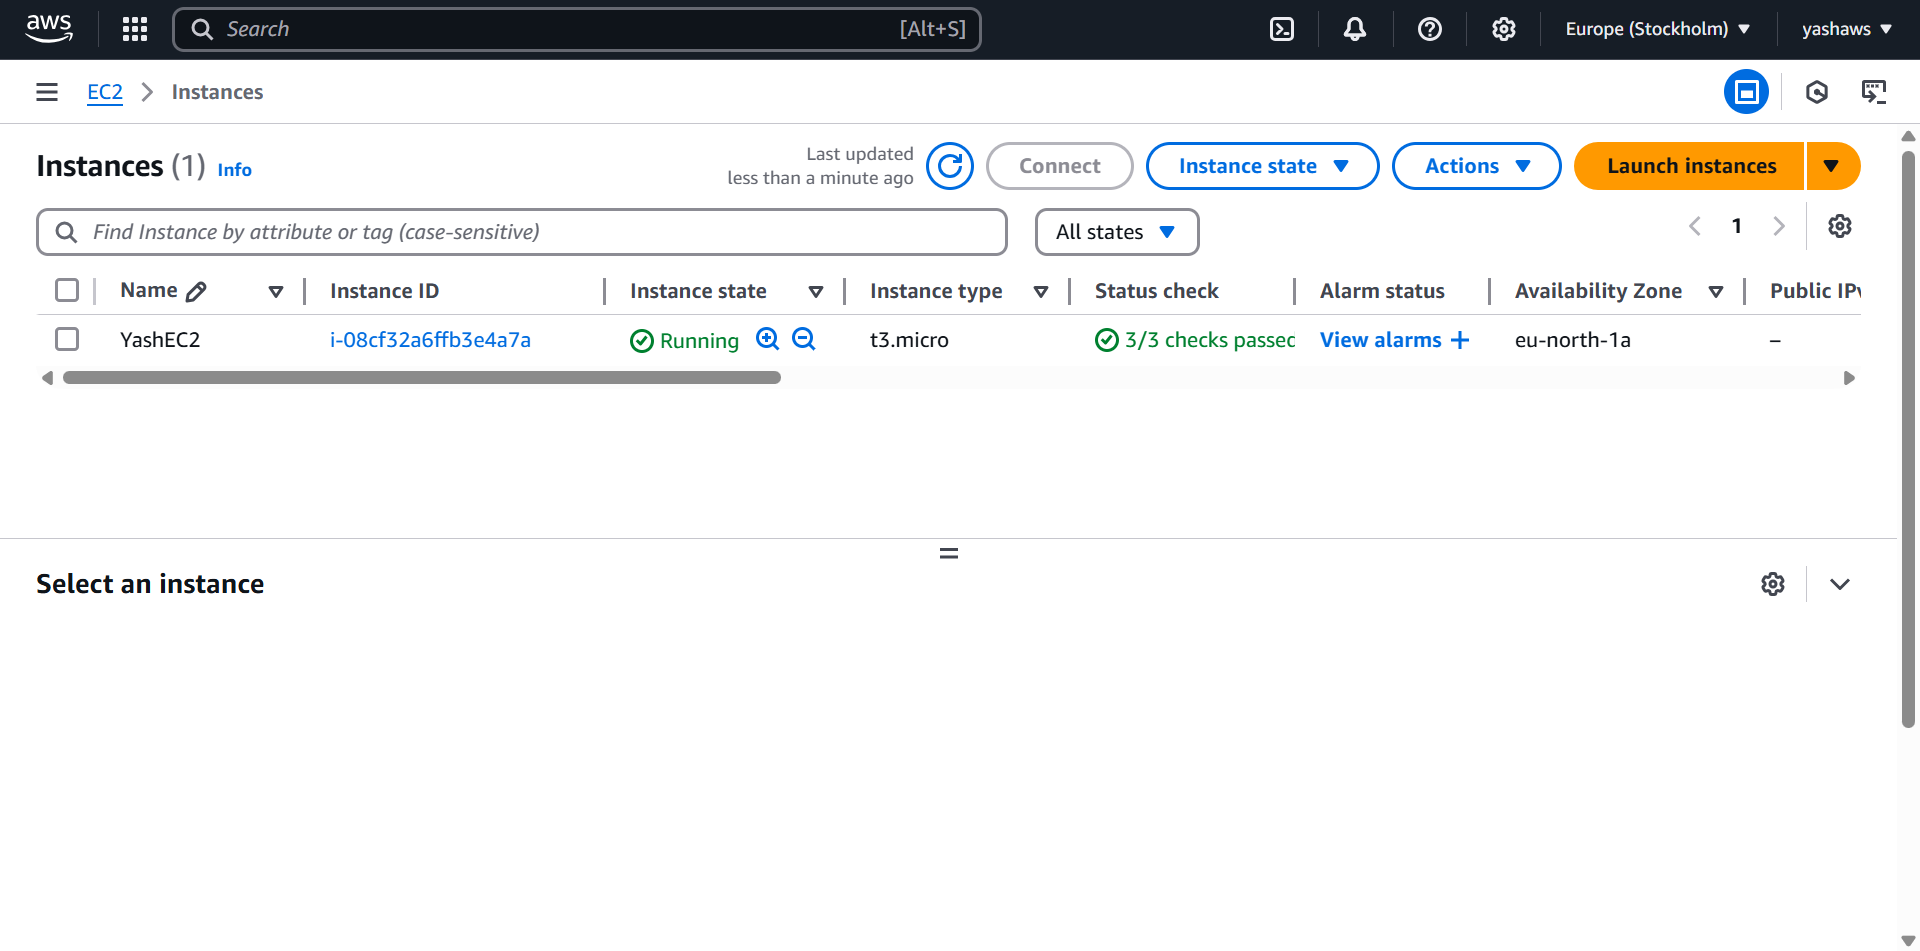 aws
Search [Alt+S] Europe (Stockholm) yashaws
EC2 Instances
Instances (1) Info
Last updated
less than a minute ago
Connect Instance state Actions Launch instances
Find Instance by attribute or tag (case-sensitive) All states 1
Name Instance ID Instance state Instance type Status check Alarm status Availability Zone Public IPv
YashEC2 i-08cf32a6ffb3e4a7a Running t3.micro 3/3 checks passed View alarms + eu-north-1a –
Select an instance